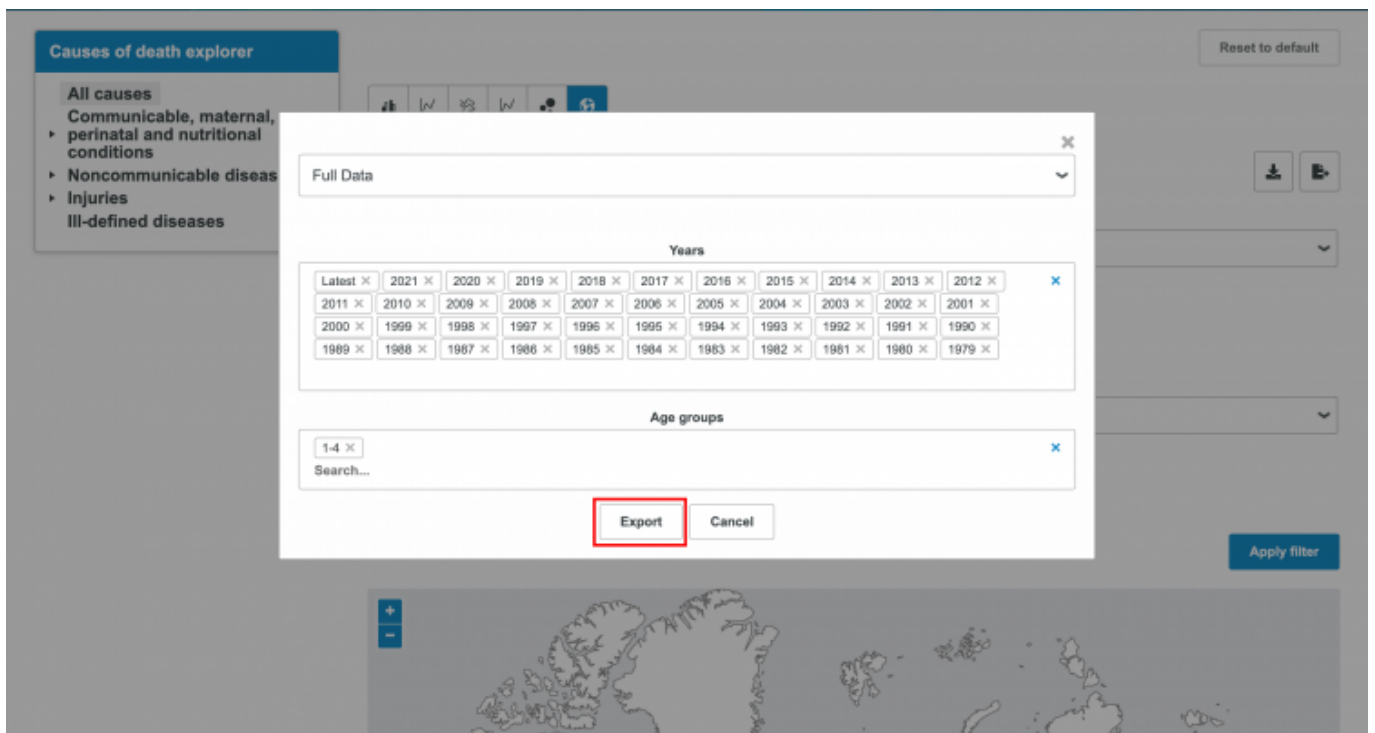 Causes of death explorer
Reset to default
All causes
Communicable, maternal,
perinatal and nutritional
conditions
Noncommunicable diseas
Injuries
Ill-defined diseases
Full Data
Years
Latest 2021 2020 2019 2018 2017 2016 2015 2014 2013 2012
2011 2010 2009 2008 2007 2006 2005 2004 2003 2002 2001
2000 1999 1998 1997 1996 1995 1994 1993 1992 1991 1990
1989 1988 1987 1986 1985 1984 1983 1982 1981 1980 1979
Age groups
1-4
Search...
Export Cancel
Apply filter